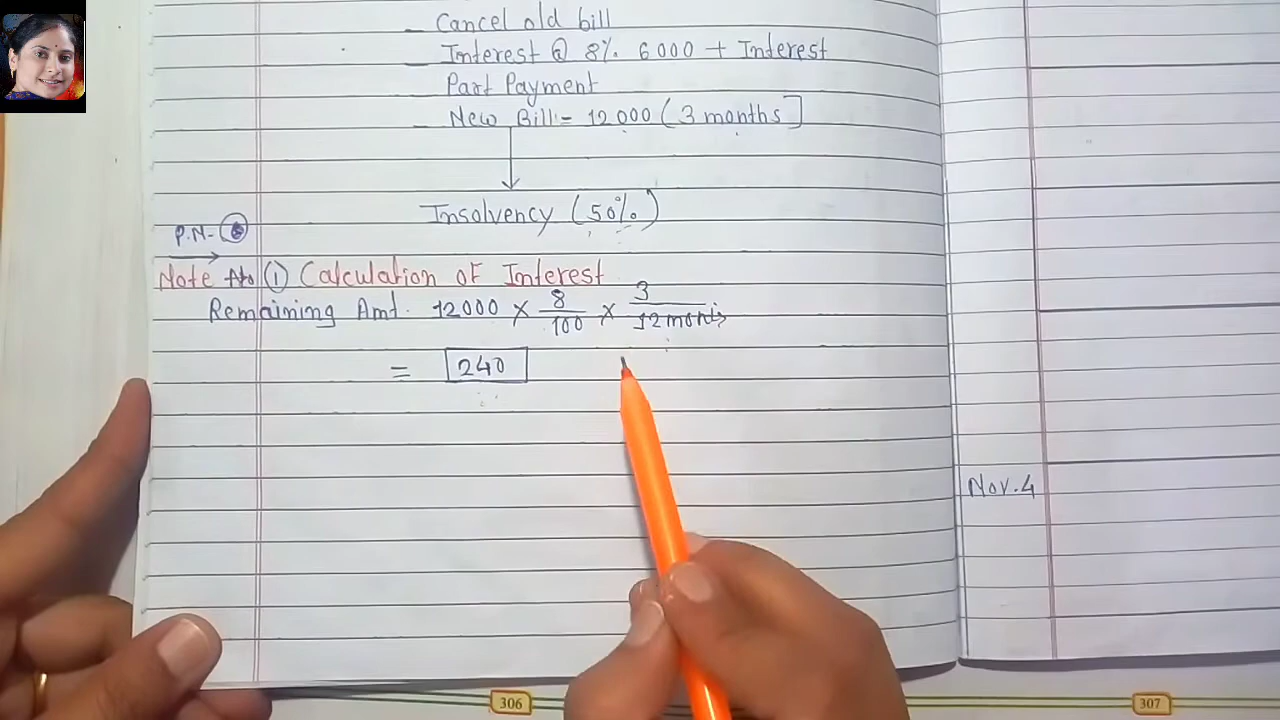 Cancel old bill
Interest @ 8%. 6000 + Interest
Part Payment
New Bill:- 12000 (3 months]
Insolvency (50%)
P.N-
Note No ① Calculation of Interest
Remaining Amt. 12000 × 8/100 × 3/12 months
= 240
Nov. 4
306
307